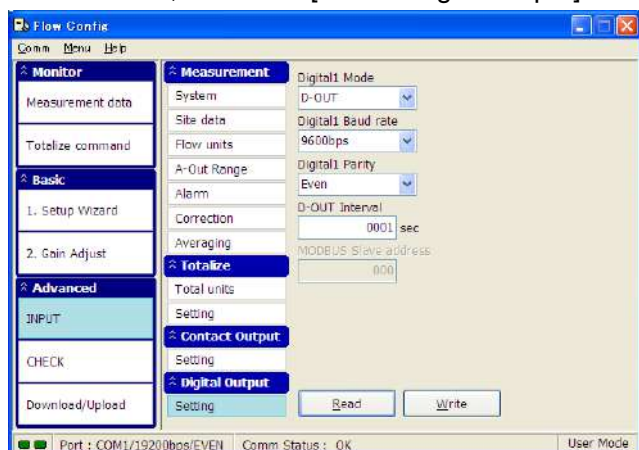 Flow Config
Comm Menu Help
Monitor
Measurement data
Totalize command
Basic
1. Setup Wizard
2. Gain Adjust
Advanced
INPUT
CHECK
Download/Upload
Measurement
System
Site data
Flow units
A-Out Range
Alarm
Correction
Averaging
Totalize
Total units
Setting
Contact Output
Setting
Digital Output
Setting
Digital1 Mode
D-OUT
Digital1 Baud rate
9600bps
Digital1 Parity
Even
D-OUT Interval
0001 sec
MODBUS Slave address
000
Read Write
Port : COM1/19200bps/EVEN Comm Status : OK User Mode